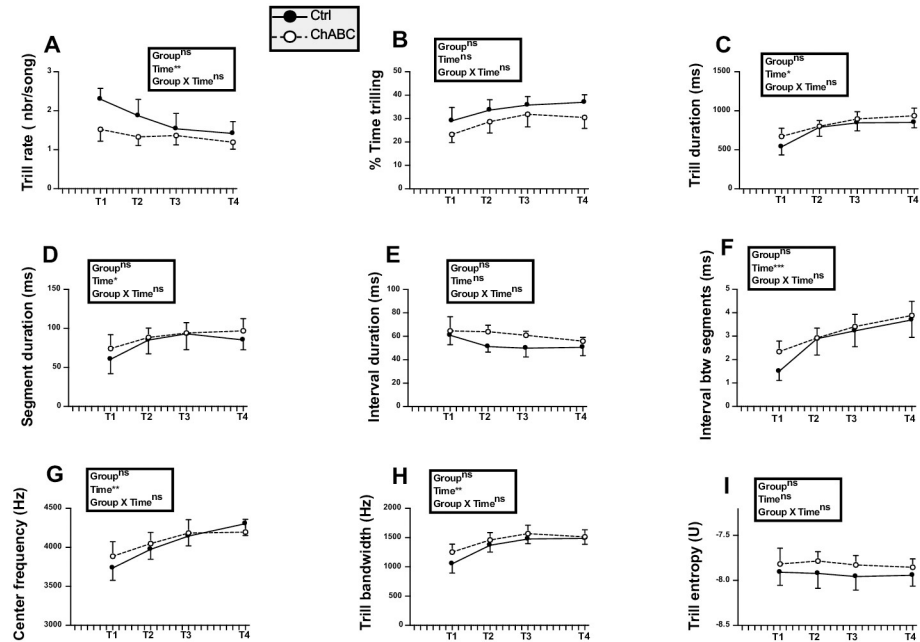 Ctrl
ChABC
A
Group^ns
Time**
Group X Time^ns
Trill rate ( nbr/song)
3
2
1
0
T1 T2 T3 T4
B
Group^ns
Time^ns
Group X Time^ns
% Time trilling
50
40
30
20
10
0
T1 T2 T3 T4
C
Group^ns
Time*
Group X Time^ns
Trill duration (ms)
1500
1000
500
0
T1 T2 T3 T4
D
Group^ns
Time*
Group X Time^ns
Segment duration (ms)
150
100
50
0
T1 T2 T3 T4
E
Group^ns
Time^ns
Group X Time^ns
Interval duration (ms)
100
80
60
40
20
0
T1 T2 T3 T4
F
Group^ns
Time***
Group X Time^ns
Interval btw segments (ms)
5
4
3
2
1
0
T1 T2 T3 T4
G
Group^ns
Time**
Group X Time^ns
Center frequency (Hz)
4500
4000
3500
3000
T1 T2 T3 T4
H
Group^ns
Time**
Group X Time^ns
Trill bandwidth (Hz)
2000
1500
1000
500
0
T1 T2 T3 T4
I
Group^ns
Time^ns
Group X Time^ns
Trill entropy (U)
-7.5
-8.0
-8.5
T1 T2 T3 T4